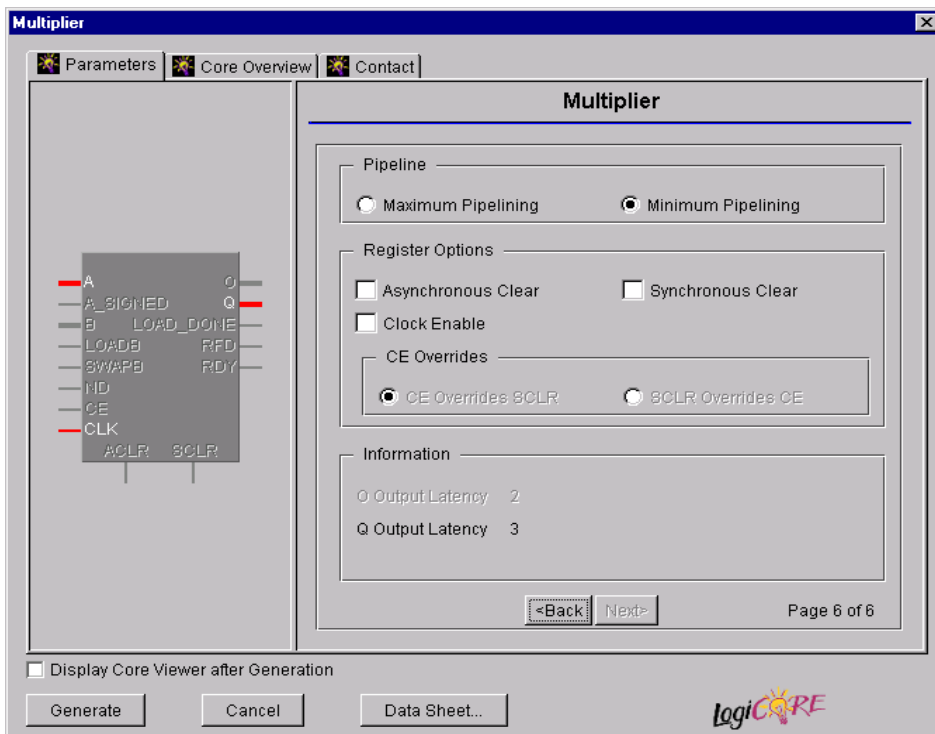 Multiplier
Parameters Core Overview Contact
Multiplier
Pipeline
Maximum Pipelining Minimum Pipelining
Register Options
Asynchronous Clear Synchronous Clear
Clock Enable
CE Overrides
CE Overrides SCLR SCLR Overrides CE
Information
O Output Latency 2
Q Output Latency 3
<Back Next> Page 6 of 6
A O
A_SIGNED Q
B LOAD_DONE
LOADB RFD
SWAPB RDY
ND
CE
CLK
ACLR SCLR
Display Core Viewer after Generation
Generate Cancel Data Sheet...
LogiCORE